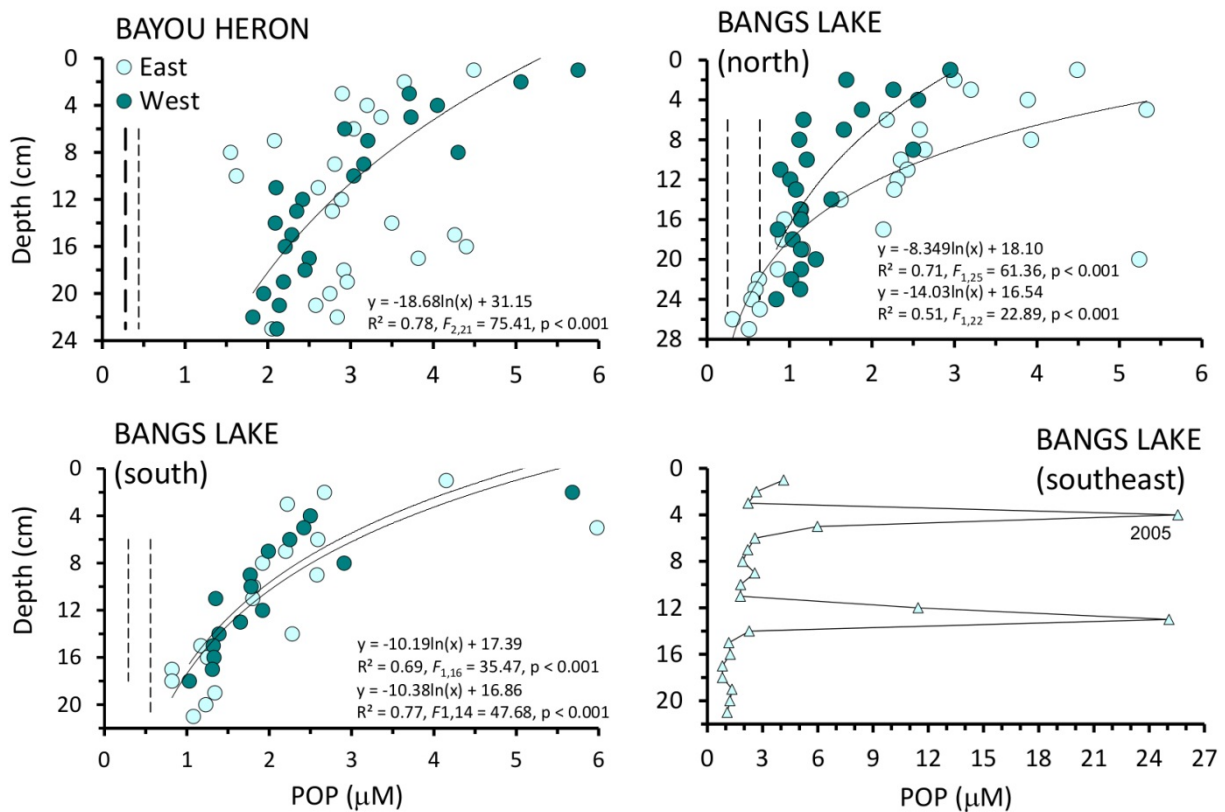 BAYOU HERON
East
West
Depth (cm)
0
4
8
12
16
20
24
0
1
2
3
4
5
6
y = -18.68ln(x) + 31.15
R² = 0.78, F2,21 = 75.41, p < 0.001
BANGS LAKE
(north)
0
4
8
12
16
20
24
28
0
1
2
3
4
5
6
y = -8.349ln(x) + 18.10
R² = 0.71, F1,25 = 61.36, p < 0.001
y = -14.03ln(x) + 16.54
R² = 0.51, F1,22 = 22.89, p < 0.001
BANGS LAKE
(south)
Depth (cm)
0
4
8
12
16
20
0
1
2
3
4
5
6
y = -10.19ln(x) + 17.39
R² = 0.69, F1,16 = 35.47, p < 0.001
y = -10.38ln(x) + 16.86
R² = 0.77, F1,14 = 47.68, p < 0.001
POP (µM)
BANGS LAKE
(southeast)
0
4
8
12
16
20
2005
0
3
6
9
12
15
18
21
24
27
POP (µM)